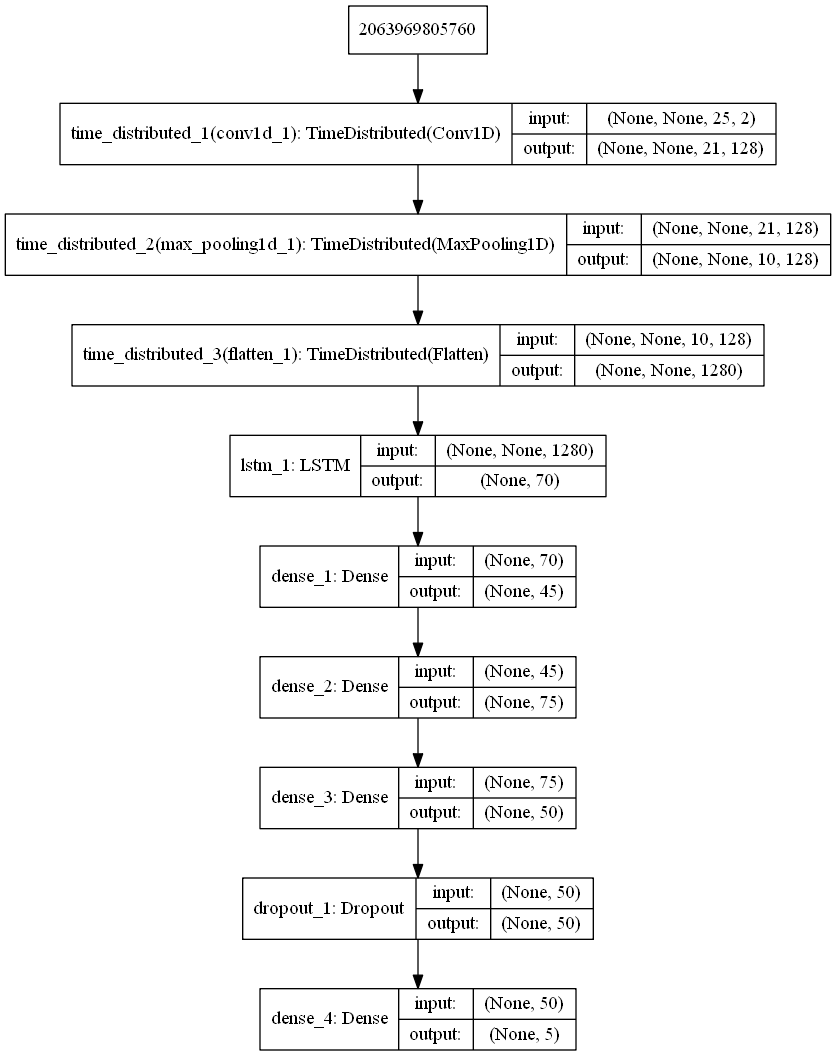 2063969805760
time_distributed_1(conv1d_1): TimeDistributed(Conv1D)
input: (None, None, 25, 2)
output: (None, None, 21, 128)
time_distributed_2(max_pooling1d_1): TimeDistributed(MaxPooling1D)
input: (None, None, 21, 128)
output: (None, None, 10, 128)
time_distributed_3(flatten_1): TimeDistributed(Flatten)
input: (None, None, 10, 128)
output: (None, None, 1280)
lstm_1: LSTM
input: (None, None, 1280)
output: (None, 70)
dense_1: Dense
input: (None, 70)
output: (None, 45)
dense_2: Dense
input: (None, 45)
output: (None, 75)
dense_3: Dense
input: (None, 75)
output: (None, 50)
dropout_1: Dropout
input: (None, 50)
output: (None, 50)
dense_4: Dense
input: (None, 50)
output: (None, 5)